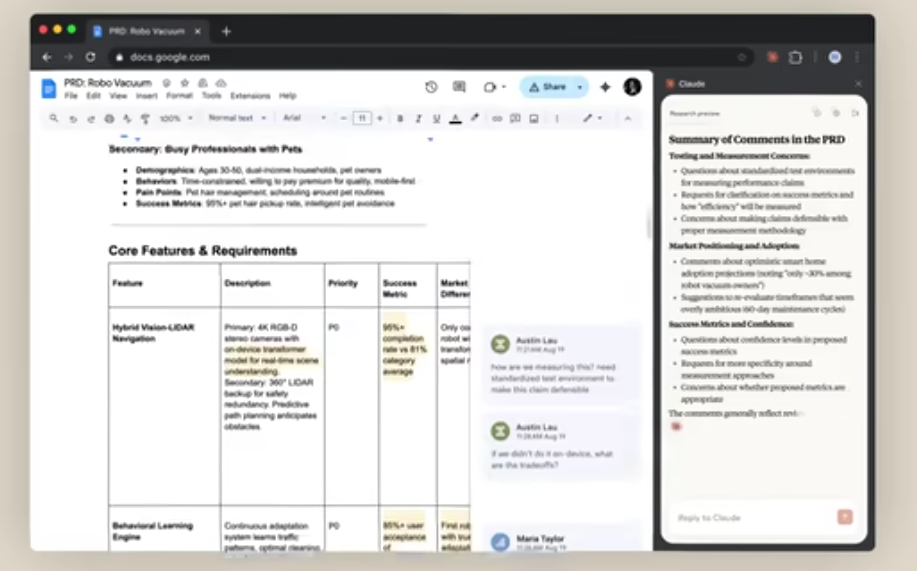 PRD: Robo Vacuum
docs.google.com
PRD: Robo Vacuum
File Edit View Insert Format Tools Extensions Help
Share
100% Normal text Arial 11
Secondary: Busy Professionals with Pets
Demographics: Ages 30-50, dual-income households, pet owners
Behaviors: Time-constrained, willing to pay premium for quality, mobile-first
Pain Points: Pet hair management, scheduling around pet routines
Success Metrics: 95%+ pet hair pickup rate, intelligent pet avoidance
Core Features & Requirements
Feature
Description
Priority
Success
Metric
Market
Differen
Hybrid Vision-LIDAR
Navigation
Primary: 4K RGB-D
stereo cameras with
on-device transformer
model for real-time scene
understanding.
Secondary: 360° LIDAR
backup for safety
redundancy. Predictive
path planning anticipates
obstacles
P0
95%+
completion
rate vs 81%
category
average
Only co
robot wi
transfor
spatial r
Behavioral Learning
Engine
Continuous adaptation
system learns traffic
patterns, optimal cleaning
P0
85%+ user
acceptance
of
First rob
with true
adaptati
Austin Lau
11:21 AM Aug 19
how are we measuring this? need
standardized test environment to
make this claim defensible
Austin Lau
11:28 AM Aug 19
if we didn't do it on-device, what
are the tradeoffs?
Maria Taylor
AM Aug 19
Claude
Research preview
Summary of Comments in the PRD
Testing and Measurement Concerns:
Questions about standardized test environments
for measuring performance claims
Requests for clarification on success metrics and
how "efficiency" will be measured
Concerns about making claims defensible with
proper measurement methodology
Market Positioning and Adoption:
Comments about optimistic smart home
adoption projections (noting "only ~30% among
robot vacuum owners")
Suggestions to re-evaluate timeframes that seem
overly ambitious (60-day maintenance cycles)
Success Metrics and Confidence:
Questions about confidence levels in proposed
success metrics
Requests for more specificity around
measurement approaches
Concerns about whether proposed metrics are
appropriate
The comments generally reflect revie
Reply to Claude